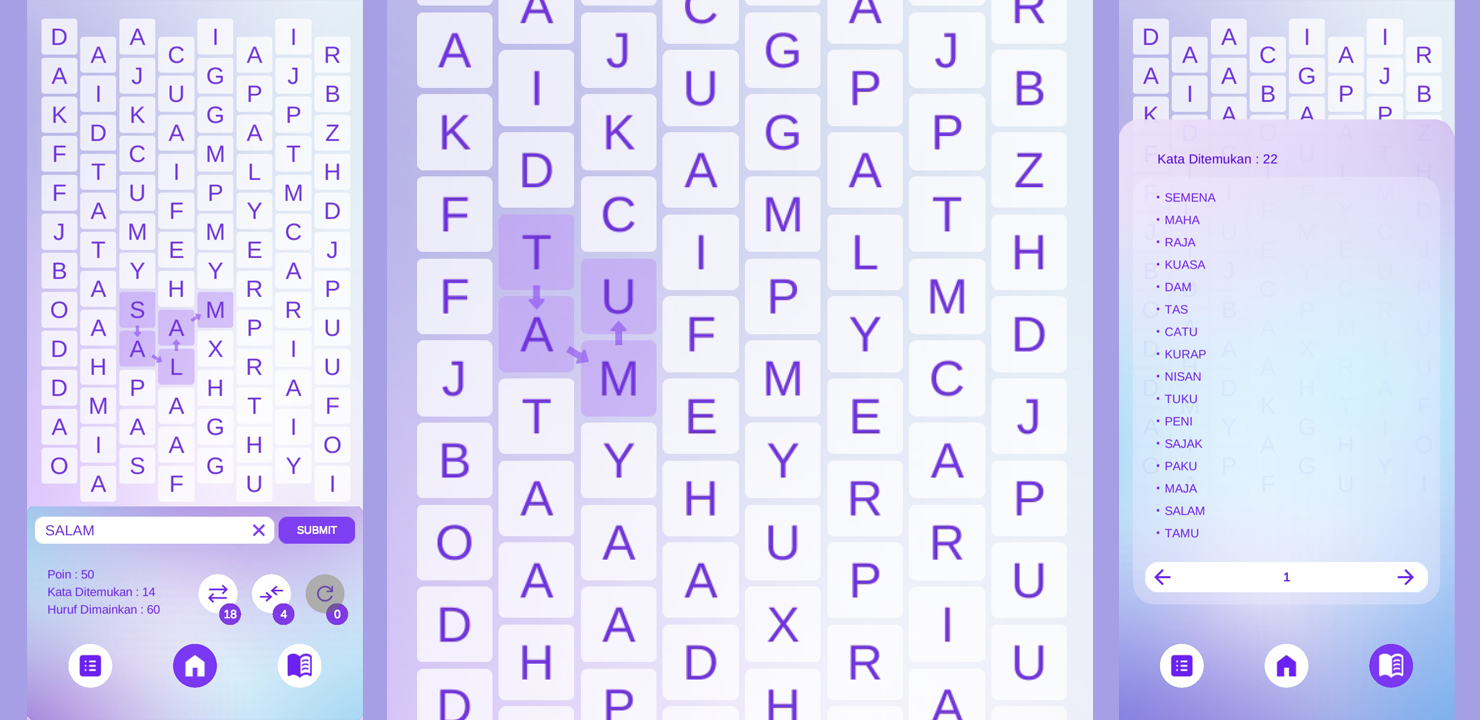 D A I I
A C A R
A J G J
I U P B
K K G P
D A A Z
F C M T
T I L H
F U P M
A F Y D
J M M C
T E E J
B Y Y A
A H R P
O S M R
A A P U
D A X I
H L R U
D P H A
M A T F
A A G I
I A H O
O S G Y
A F U I
SALAM
SUBMIT
Poin : 50
Kata Ditemukan : 14
Huruf Dimainkan : 60
18 4 0
A C A R
A J G J
I U P B
K K G P
D A A Z
F C M T
T I L H
F U P M
A F Y D
J M M C
T E E J
B Y Y A
A H R P
O A U R
A A P U
D A X I
H D R U
D P H A
D A I I
A C A R
A A G J
I B P B
K A A P
Kata Ditemukan : 22
• SEMENA
• MAHA
• RAJA
• KUASA
• DAM
• TAS
• CATU
• KURAP
• NISAN
• TUKU
• PENI
• SAJAK
• PAKU
• MAJA
• SALAM
• TAMU
1